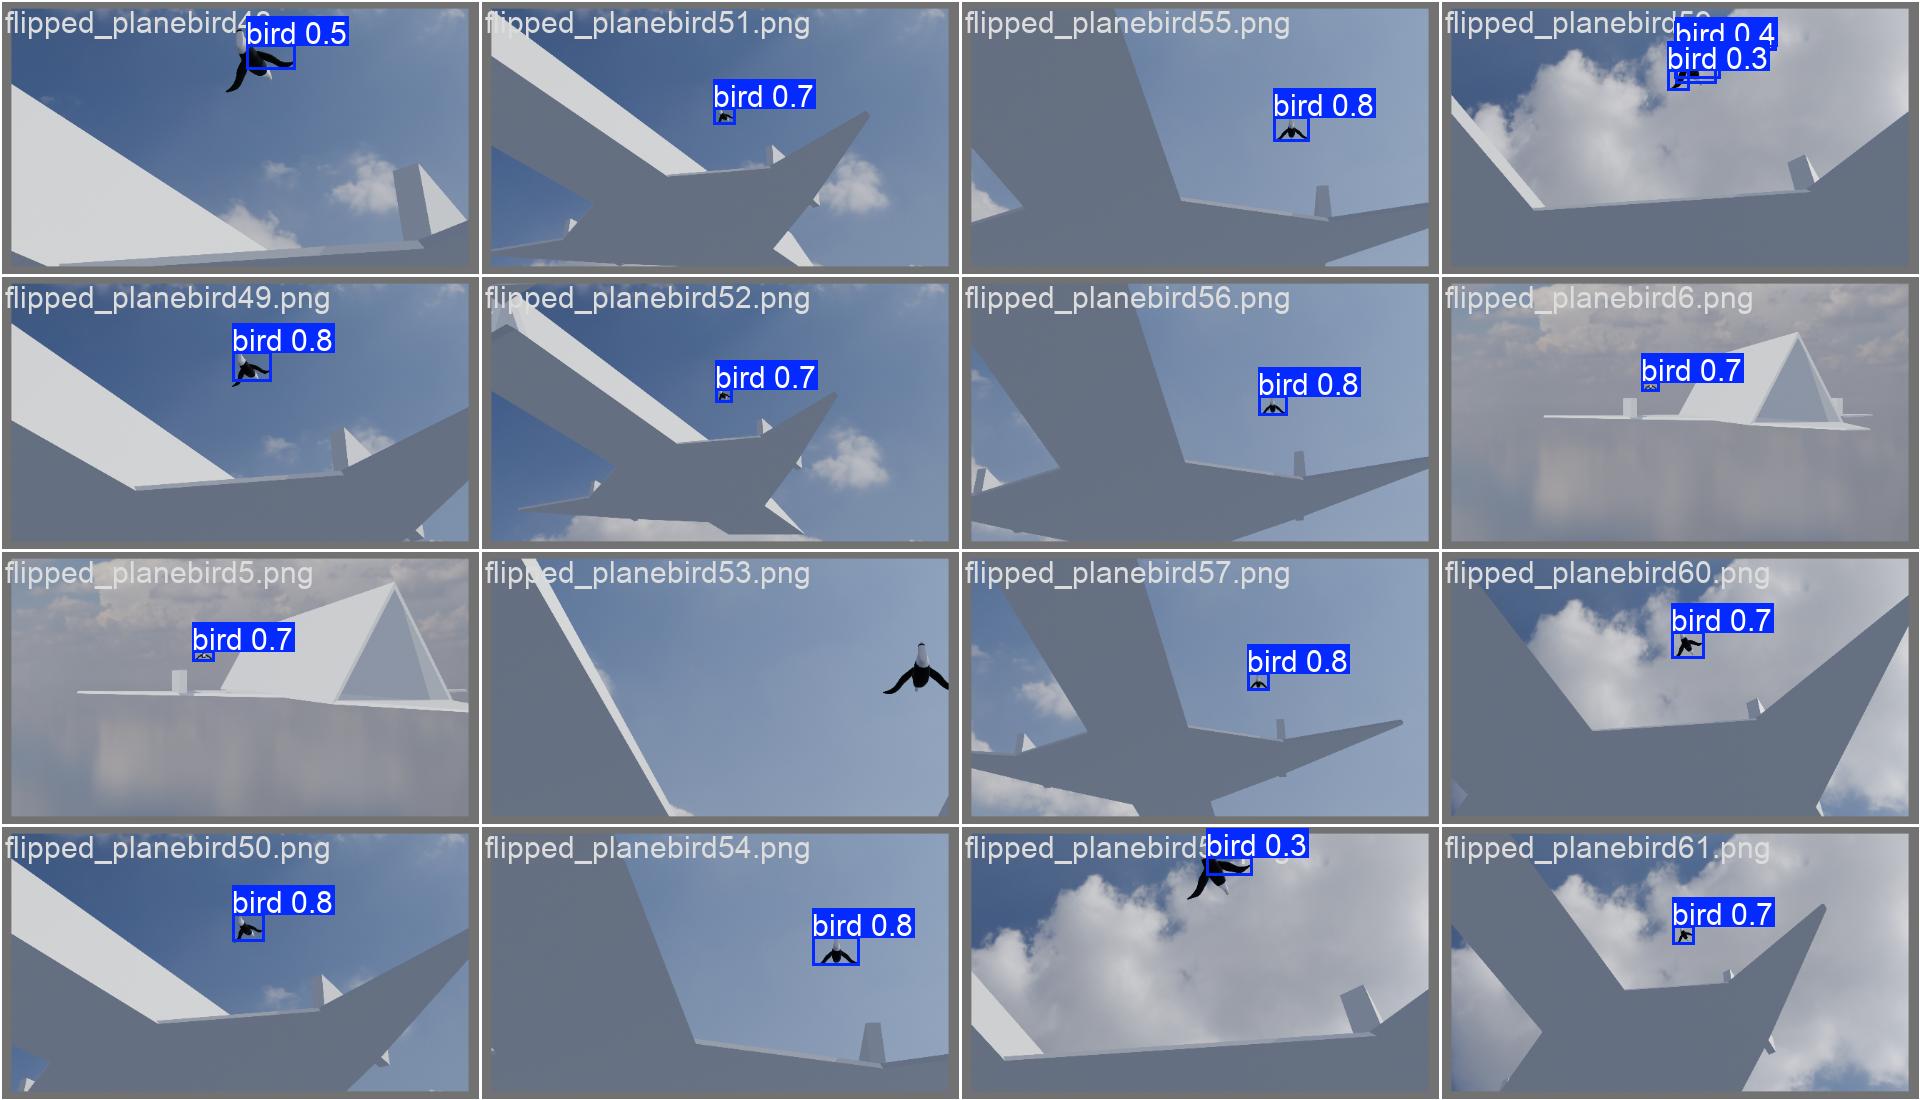 flipped_planebird4
bird 0.5
flipped_planebird51.png
bird 0.7
flipped_planebird55.png
bird 0.8
flipped_planebird59
bird 0.4
bird 0.3
flipped_planebird49.png
bird 0.8
flipped_planebird52.png
bird 0.7
flipped_planebird56.png
bird 0.8
flipped_planebird6.png
bird 0.7
flipped_planebird5.png
bird 0.7
flipped_planebird53.png
flipped_planebird57.png
bird 0.8
flipped_planebird60.png
bird 0.7
flipped_planebird50.png
bird 0.8
flipped_planebird54.png
bird 0.8
flipped_planebird5
bird 0.3
flipped_planebird61.png
bird 0.7